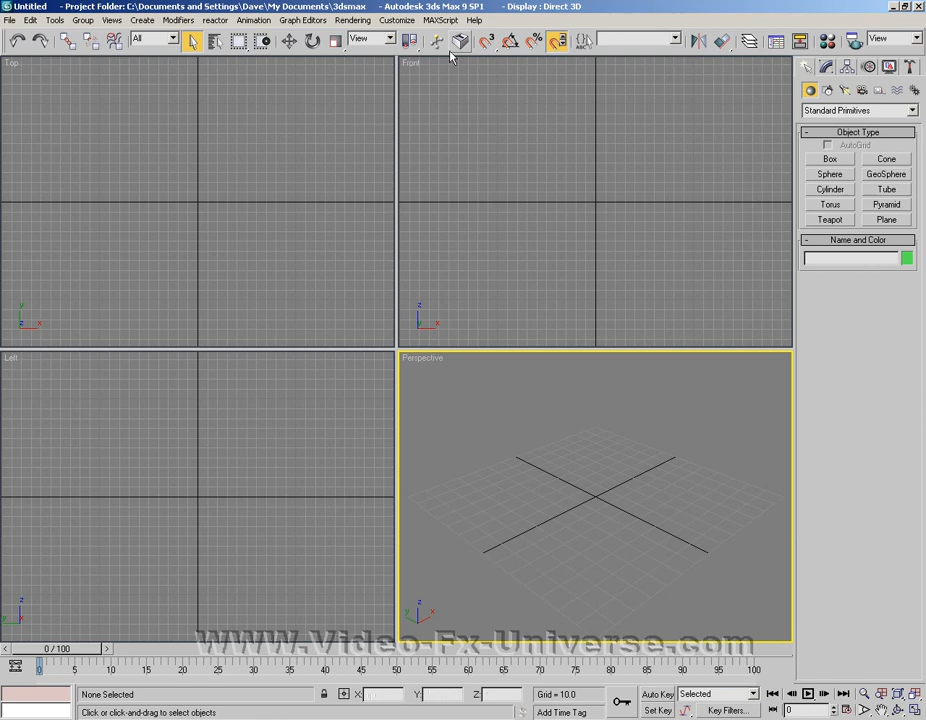 Untitled - Project Folder: C:\Documents and Settings\Dave\My Documents\3dsmax - Autodesk 3ds Max 9 SP1 - Display : Direct 3D
File Edit Tools Group Views Create Modifiers reactor Animation Graph Editors Rendering Customize MAXScript Help
All View View
Top
Front
Standard Primitives
- Object Type
AutoGrid
Box Cone
Sphere GeoSphere
Cylinder Tube
Torus Pyramid
Teapot Plane
- Name and Color
y
z x
z
y x
Left
Perspective
z
y x
z
y x
www.Video-Fx-Universe.com
< 0 / 100 >
0 5 10 15 20 25 30 35 40 45 50 55 60 65 70 75 80 85 90 95 100
None Selected X: Y: Z: Grid = 10.0 Auto Key Selected
Click or click-and-drag to select objects Add Time Tag Set Key Key Filters... 0